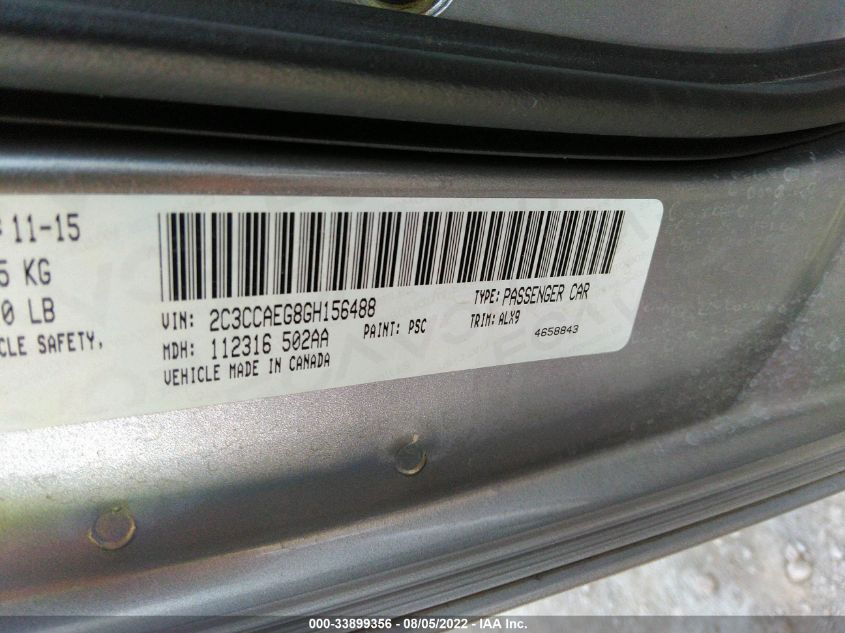 11-15
5 KG
0 LB
CLE SAFETY,
VIN: 2C3CCAEG8GH156488
TYPE: PASSENGER CAR
MDH: 112316 502AA
PAINT: PSC
TRIM: ALX9
4658843
VEHICLE MADE IN CANADA
000-33899356 - 08/05/2022 - IAA Inc.